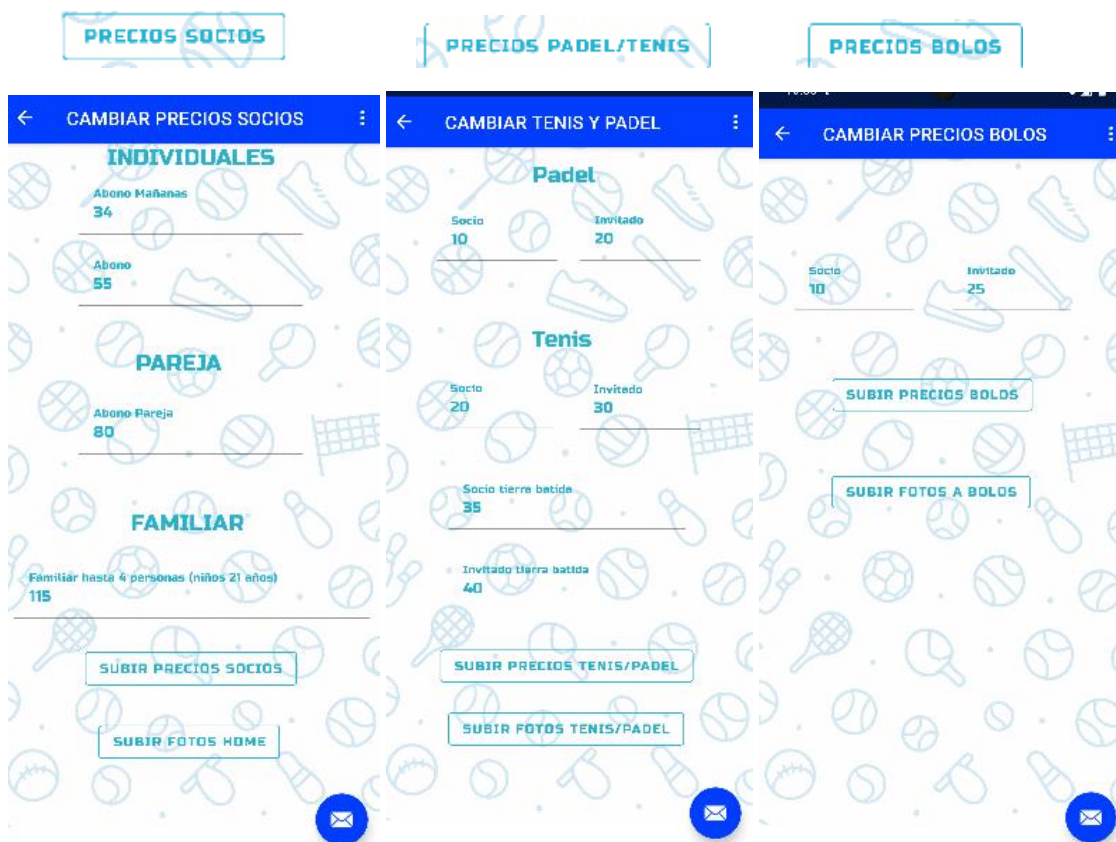 PRECIOS SOCIOS
PRECIOS PADEL/TENIS
PRECIOS BOLOS
CAMBIAR PRECIOS SOCIOS
INDIVIDUALES
Abono Mañanas
34
Abono
55
PAREJA
Abono Pareja
80
FAMILIAR
Familiar hasta 4 personas (niños 21 años)
115
SUBIR PRECIOS SOCIOS
SUBIR FOTOS HOME
CAMBIAR TENIS Y PADEL
Padel
Socio Invitado
10 20
Tenis
Socio Invitado
20 30
Socio tierra batida
35
Invitado tierra batida
40
SUBIR PRECIOS TENIS/PADEL
SUBIR FOTOS TENIS/PADEL
CAMBIAR PRECIOS BOLOS
Socio Invitado
10 25
SUBIR PRECIOS BOLOS
SUBIR FOTOS A BOLOS